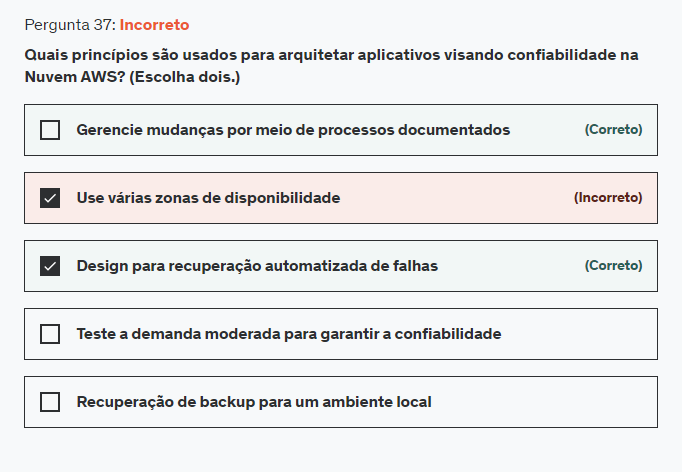 Pergunta 37: Incorreto
Quais princípios são usados para arquitetar aplicativos visando confiabilidade na
Nuvem AWS? (Escolha dois.)
Gerencie mudanças por meio de processos documentados (Correto)
Use várias zonas de disponibilidade (Incorreto)
Design para recuperação automatizada de falhas (Correto)
Teste a demanda moderada para garantir a confiabilidade
Recuperação de backup para um ambiente local